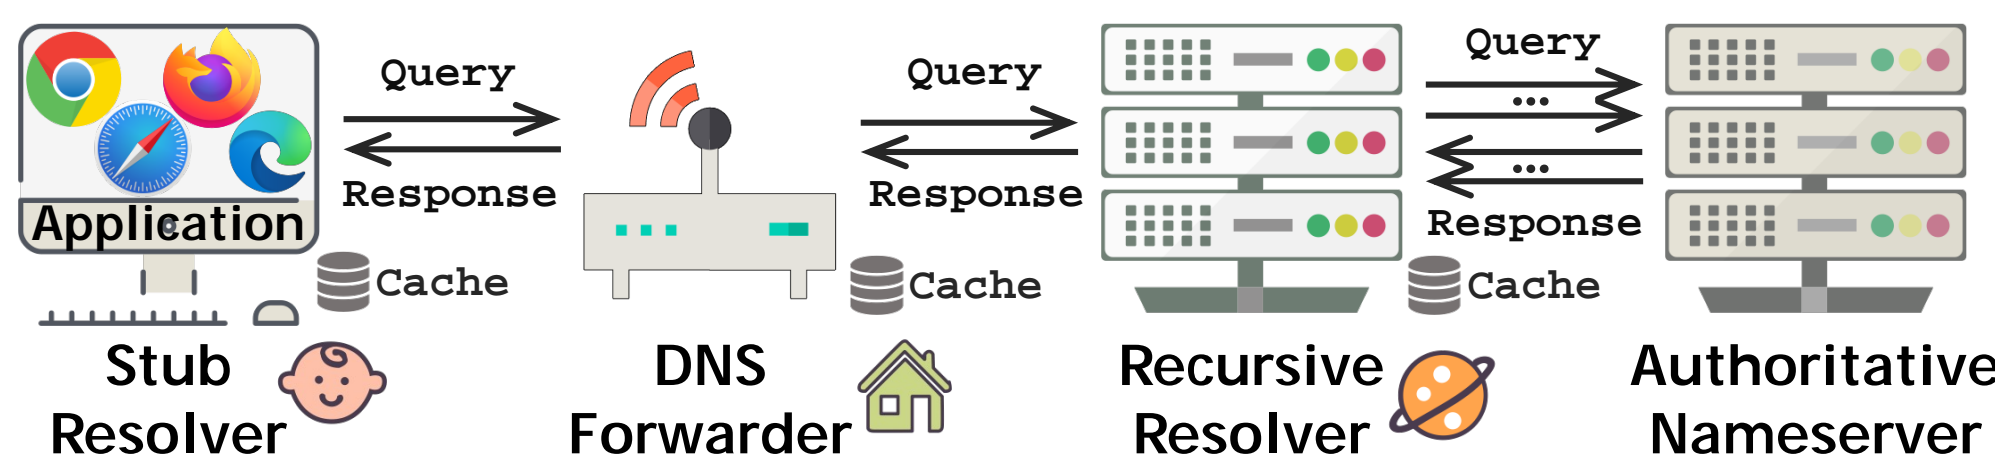 Application
Query
Response
Cache
Query
Response
Cache
Query
...
...
Response
Cache
Stub
Resolver
DNS
Forwarder
Recursive
Resolver
Authoritative
Nameserver